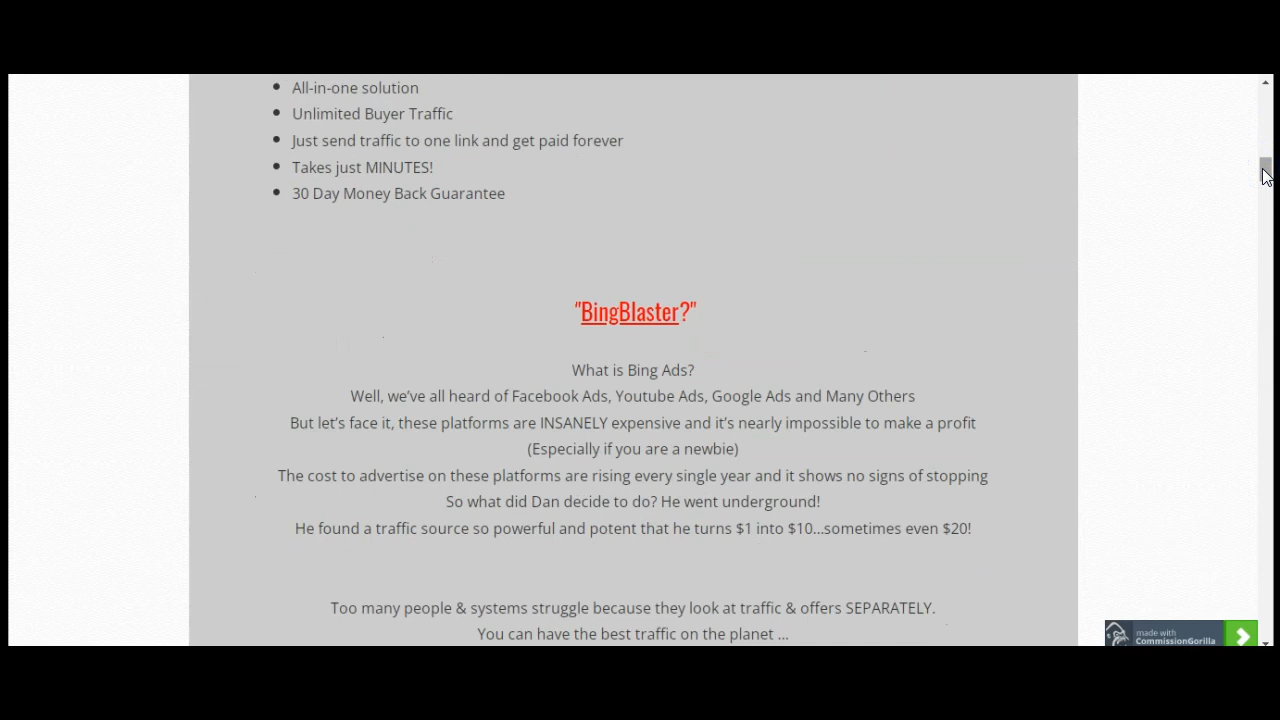 All-in-one solution
Unlimited Buyer Traffic
Just send traffic to one link and get paid forever
Takes just MINUTES!
30 Day Money Back Guarantee
"BingBlaster?"
What is Bing Ads?
Well, we’ve all heard of Facebook Ads, Youtube Ads, Google Ads and Many Others
But let’s face it, these platforms are INSANELY expensive and it’s nearly impossible to make a profit
(Especially if you are a newbie)
The cost to advertise on these platforms are rising every single year and it shows no signs of stopping
So what did Dan decide to do? He went underground!
He found a traffic source so powerful and potent that he turns $1 into $10…sometimes even $20!
Too many people & systems struggle because they look at traffic & offers SEPARATELY.
You can have the best traffic on the planet …
made with
CommissionGorilla